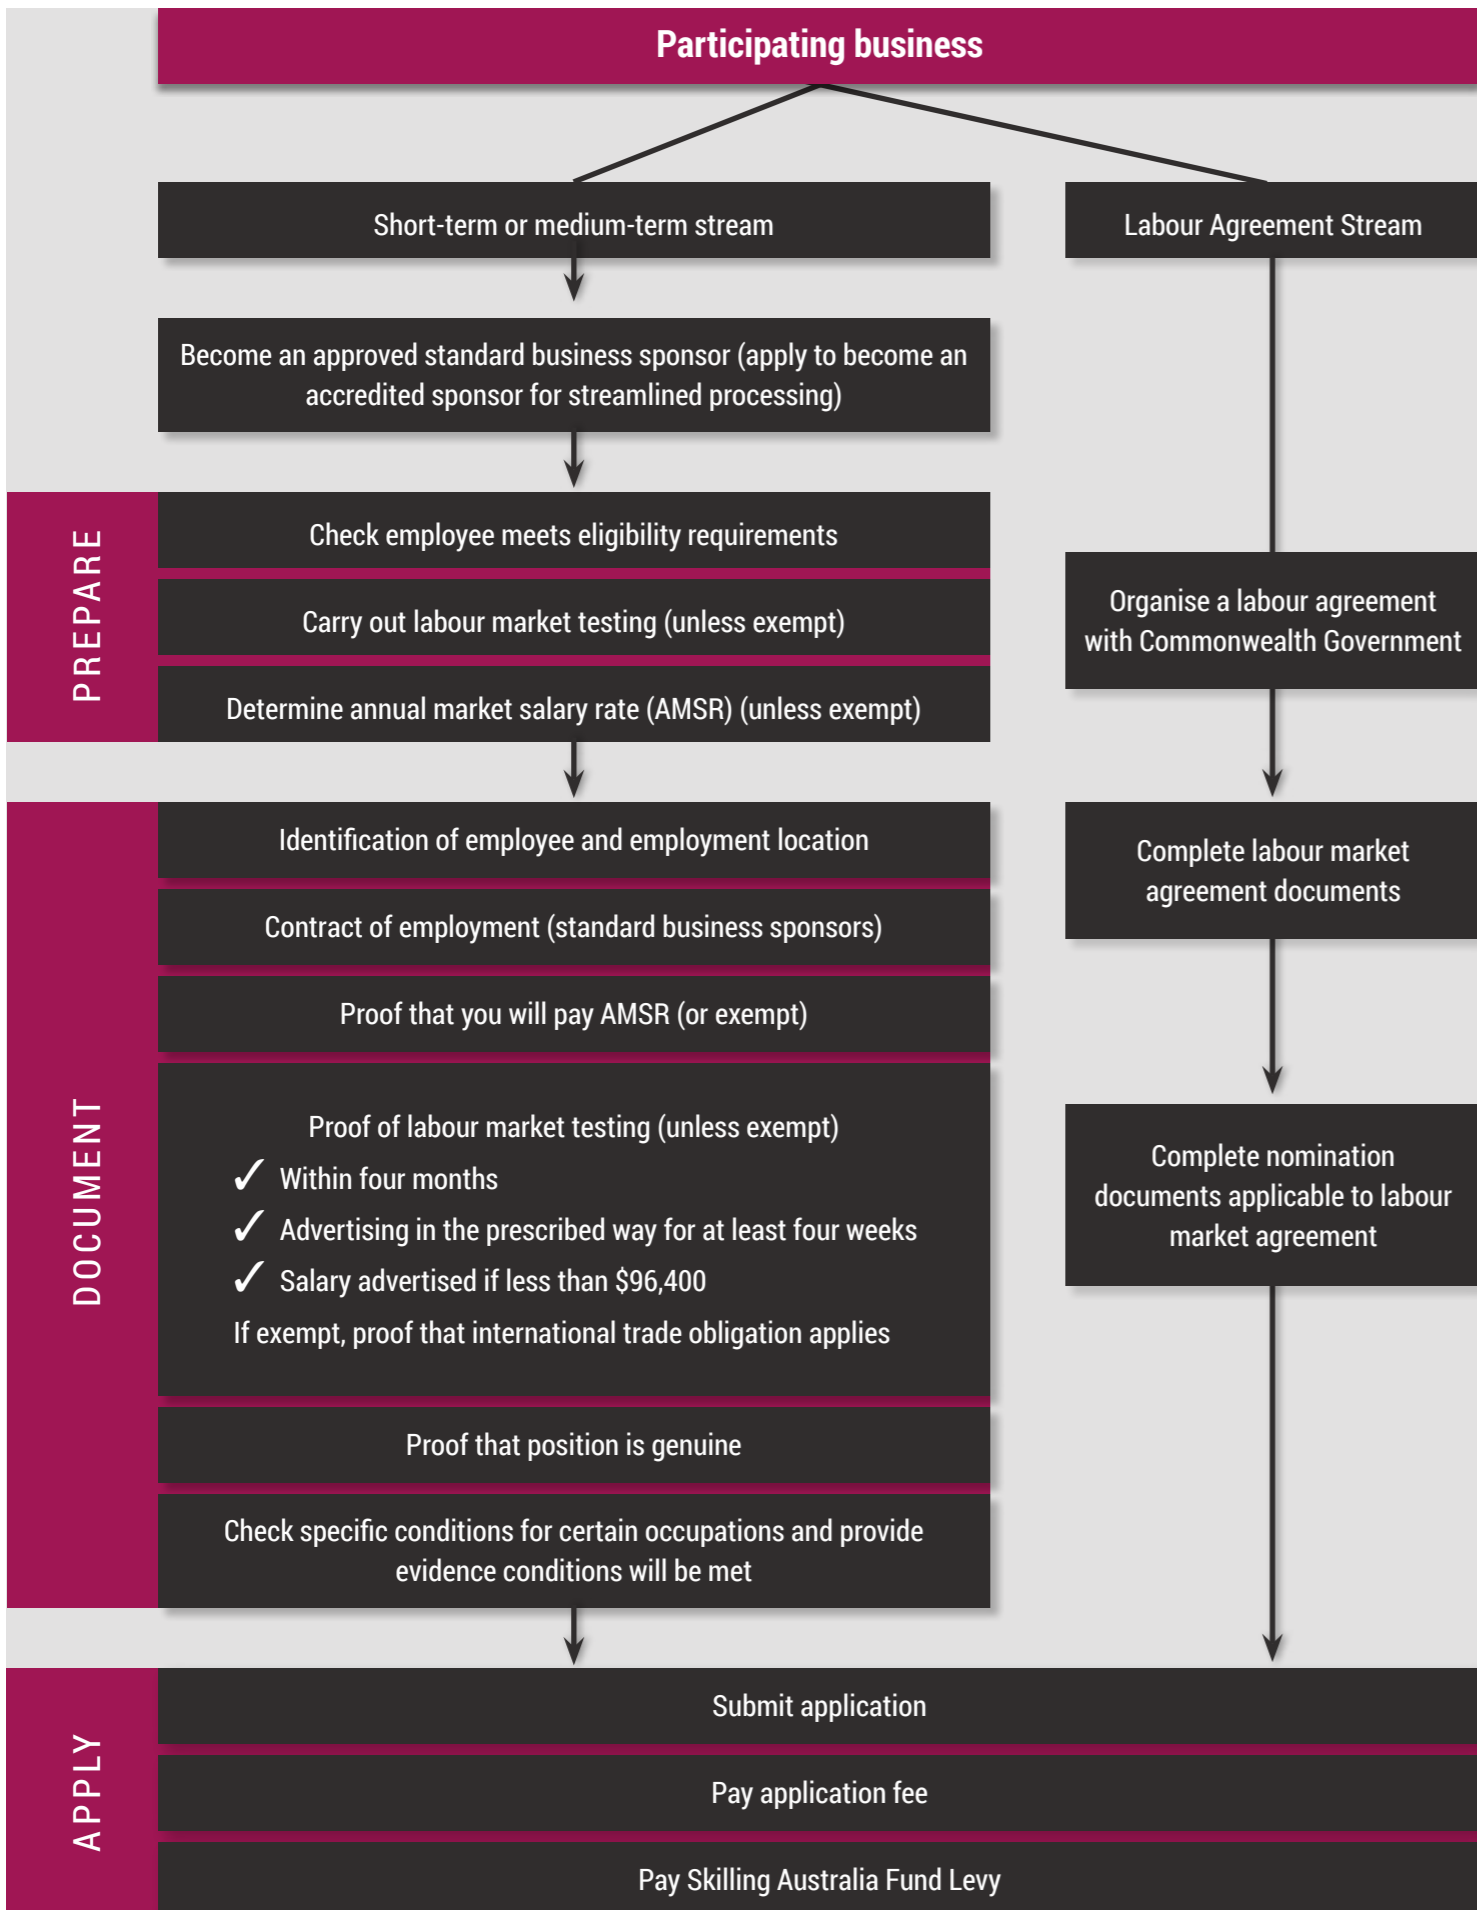 Participating business
Short-term or medium-term stream
Labour Agreement Stream
Become an approved standard business sponsor (apply to become an
accredited sponsor for streamlined processing)
PREPARE
Check employee meets eligibility requirements
Carry out labour market testing (unless exempt)
Determine annual market salary rate (AMSR) (unless exempt)
Organise a labour agreement
with Commonwealth Government
DOCUMENT
Identification of employee and employment location
Contract of employment (standard business sponsors)
Proof that you will pay AMSR (or exempt)
Proof of labour market testing (unless exempt)
✓ Within four months
✓ Advertising in the prescribed way for at least four weeks
✓ Salary advertised if less than $96,400
If exempt, proof that international trade obligation applies
Proof that position is genuine
Check specific conditions for certain occupations and provide
evidence conditions will be met
Complete labour market
agreement documents
Complete nomination
documents applicable to labour
market agreement
APPLY
Submit application
Pay application fee
Pay Skilling Australia Fund Levy